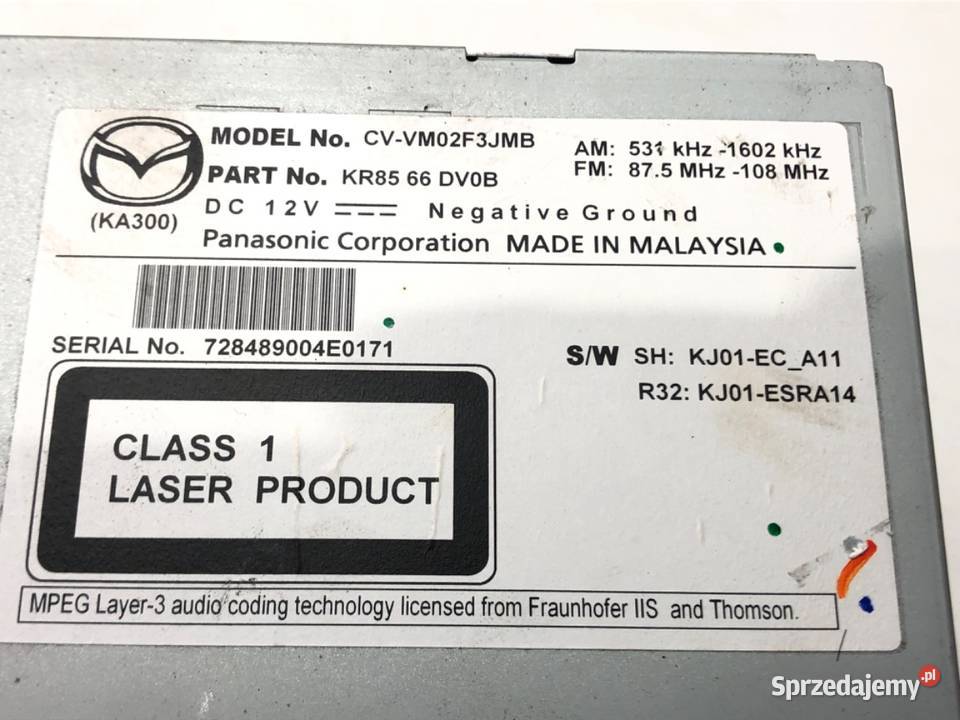 MODEL No. CV-VM02F3JMB
PART No. KR85 66 DV0B
AM: 531 kHz -1602 kHz
FM: 87.5 MHz -108 MHz
(KA300)
DC 12V Negative Ground
Panasonic Corporation MADE IN MALAYSIA
SERIAL No. 728489004E0171
S/W SH: KJ01-EC_A11
R32: KJ01-ESRA14
CLASS 1
LASER PRODUCT
MPEG Layer-3 audio coding technology licensed from Fraunhofer IIS and Thomson.
Sprzedajemy.pl